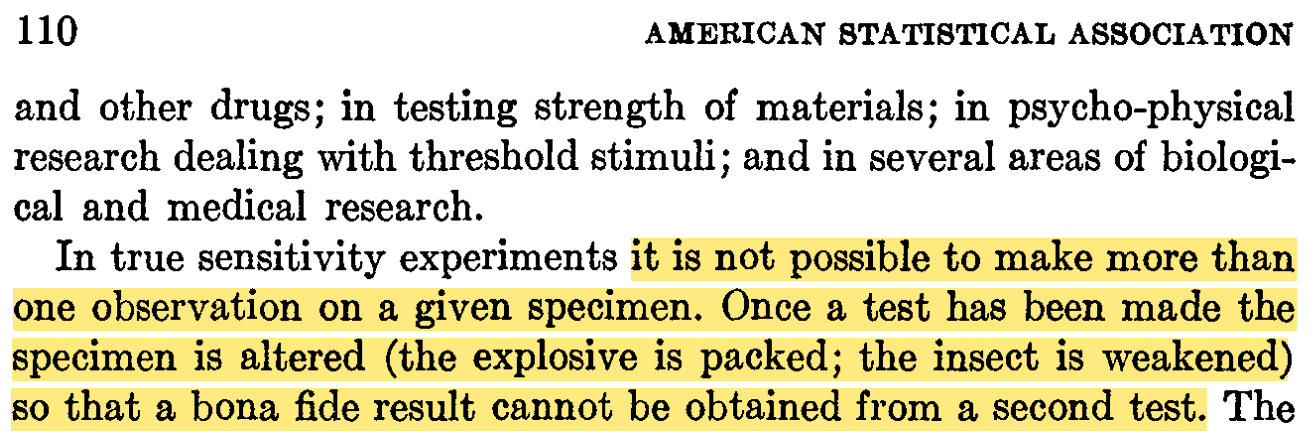 110 AMERICAN STATISTICAL ASSOCIATION
and other drugs; in testing strength of materials; in psycho-physical
research dealing with threshold stimuli; and in several areas of biologi-
cal and medical research.
In true sensitivity experiments it is not possible to make more than
one observation on a given specimen. Once a test has been made the
specimen is altered (the explosive is packed; the insect is weakened)
so that a bona fide result cannot be obtained from a second test. The